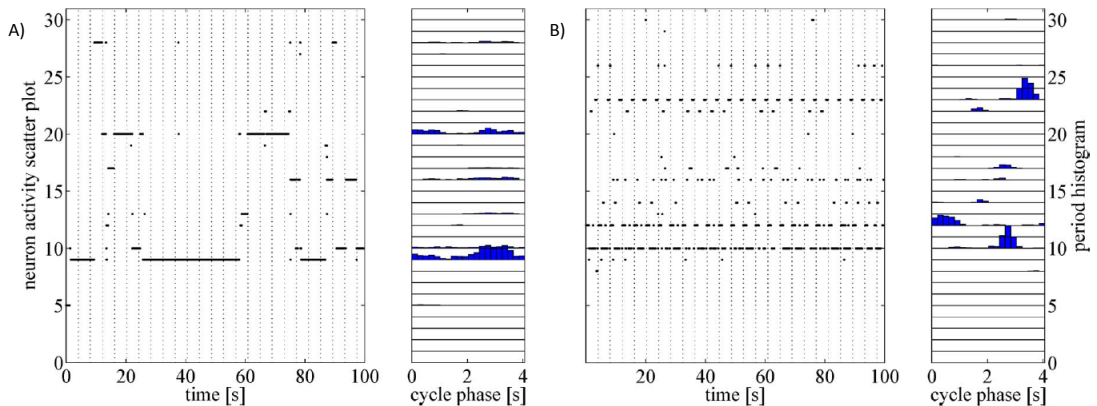 A)
neuron activity scatter plot
30
25
20
15
10
5
0
0 20 40 60 80 100
time [s]
0 2 4
cycle phase [s]
B)
0 20 40 60 80 100
time [s]
0 2 4
cycle phase [s]
30
25
20
15
10
5
0
period histogram